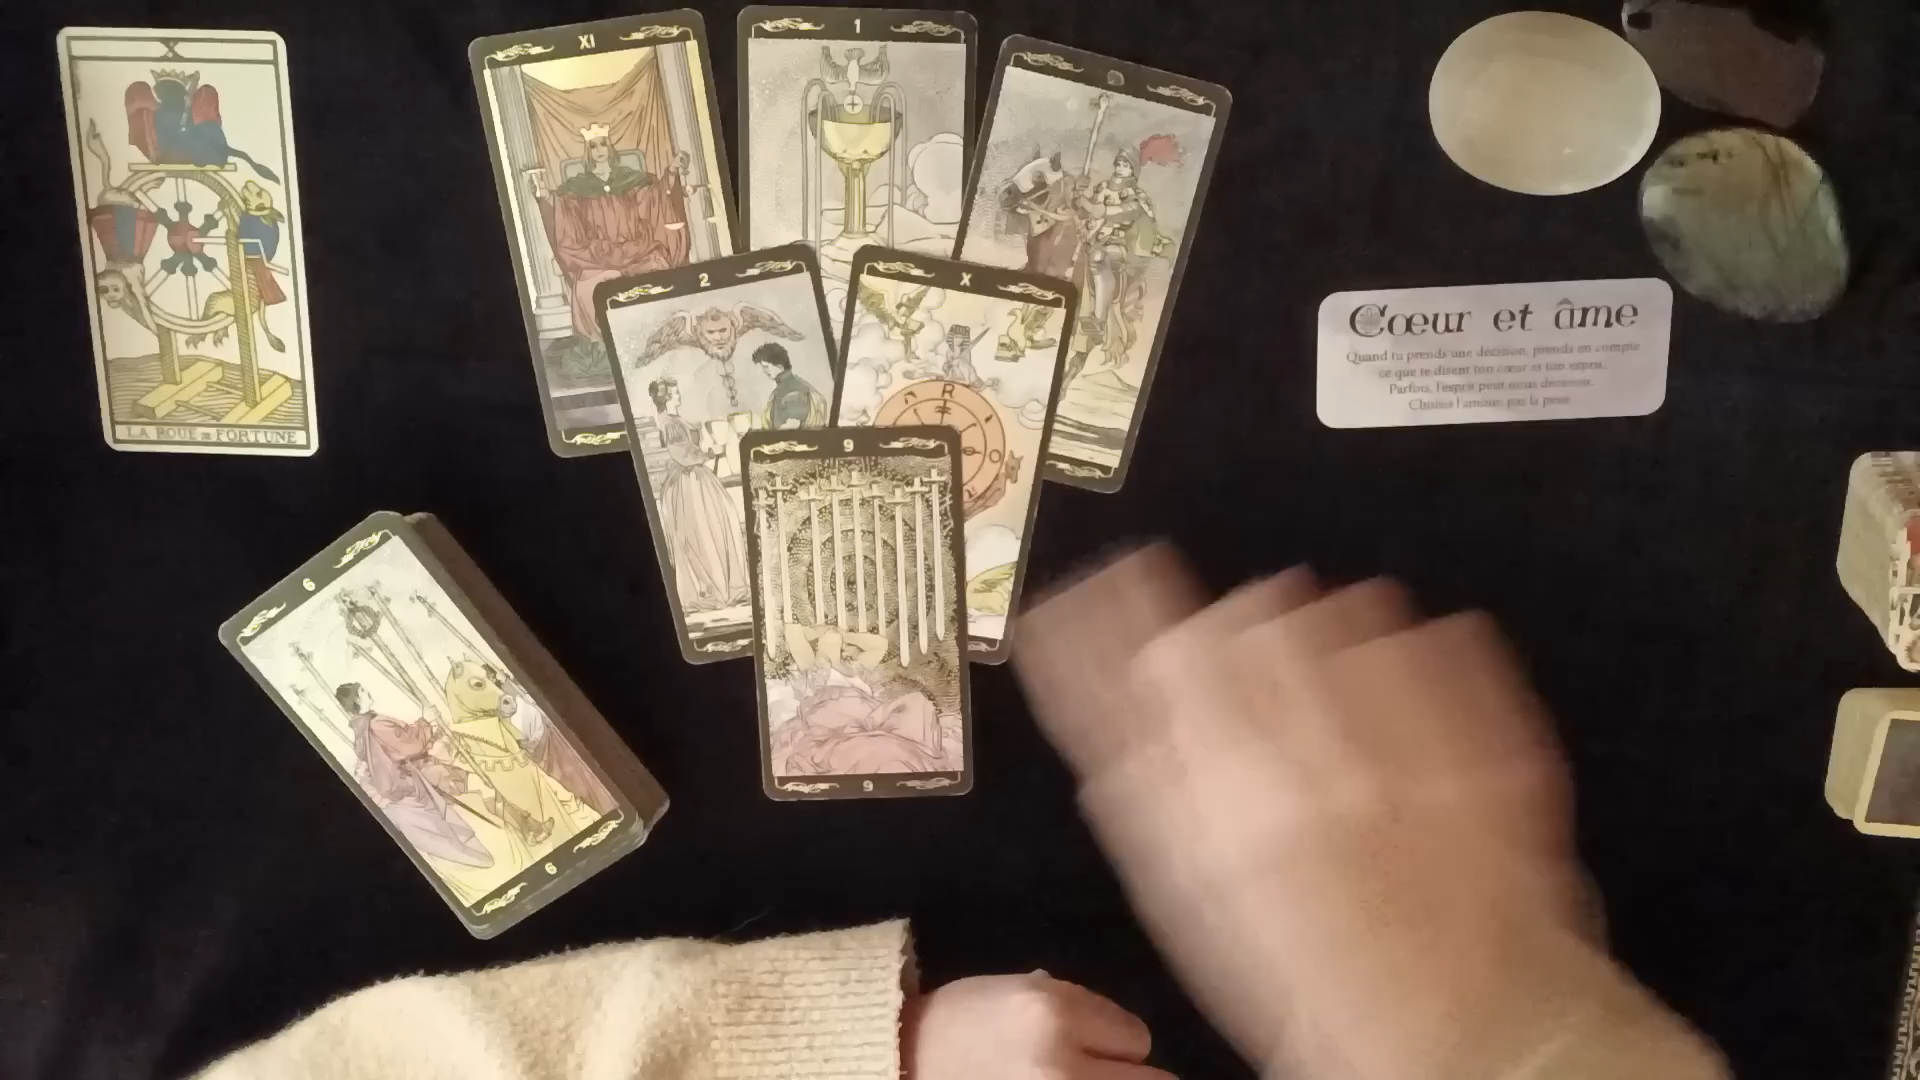 X
LA ROUE DE FORTUNE
XI
1
2
X
R
O
9
9
6
6
Cœur et âme
Quand tu prends une décision, prends en compte
ce que te disent ton cœur et ton esprit.
Parfois, l'esprit peut nous décevoir.
Choisis l'amour, pas la peur.